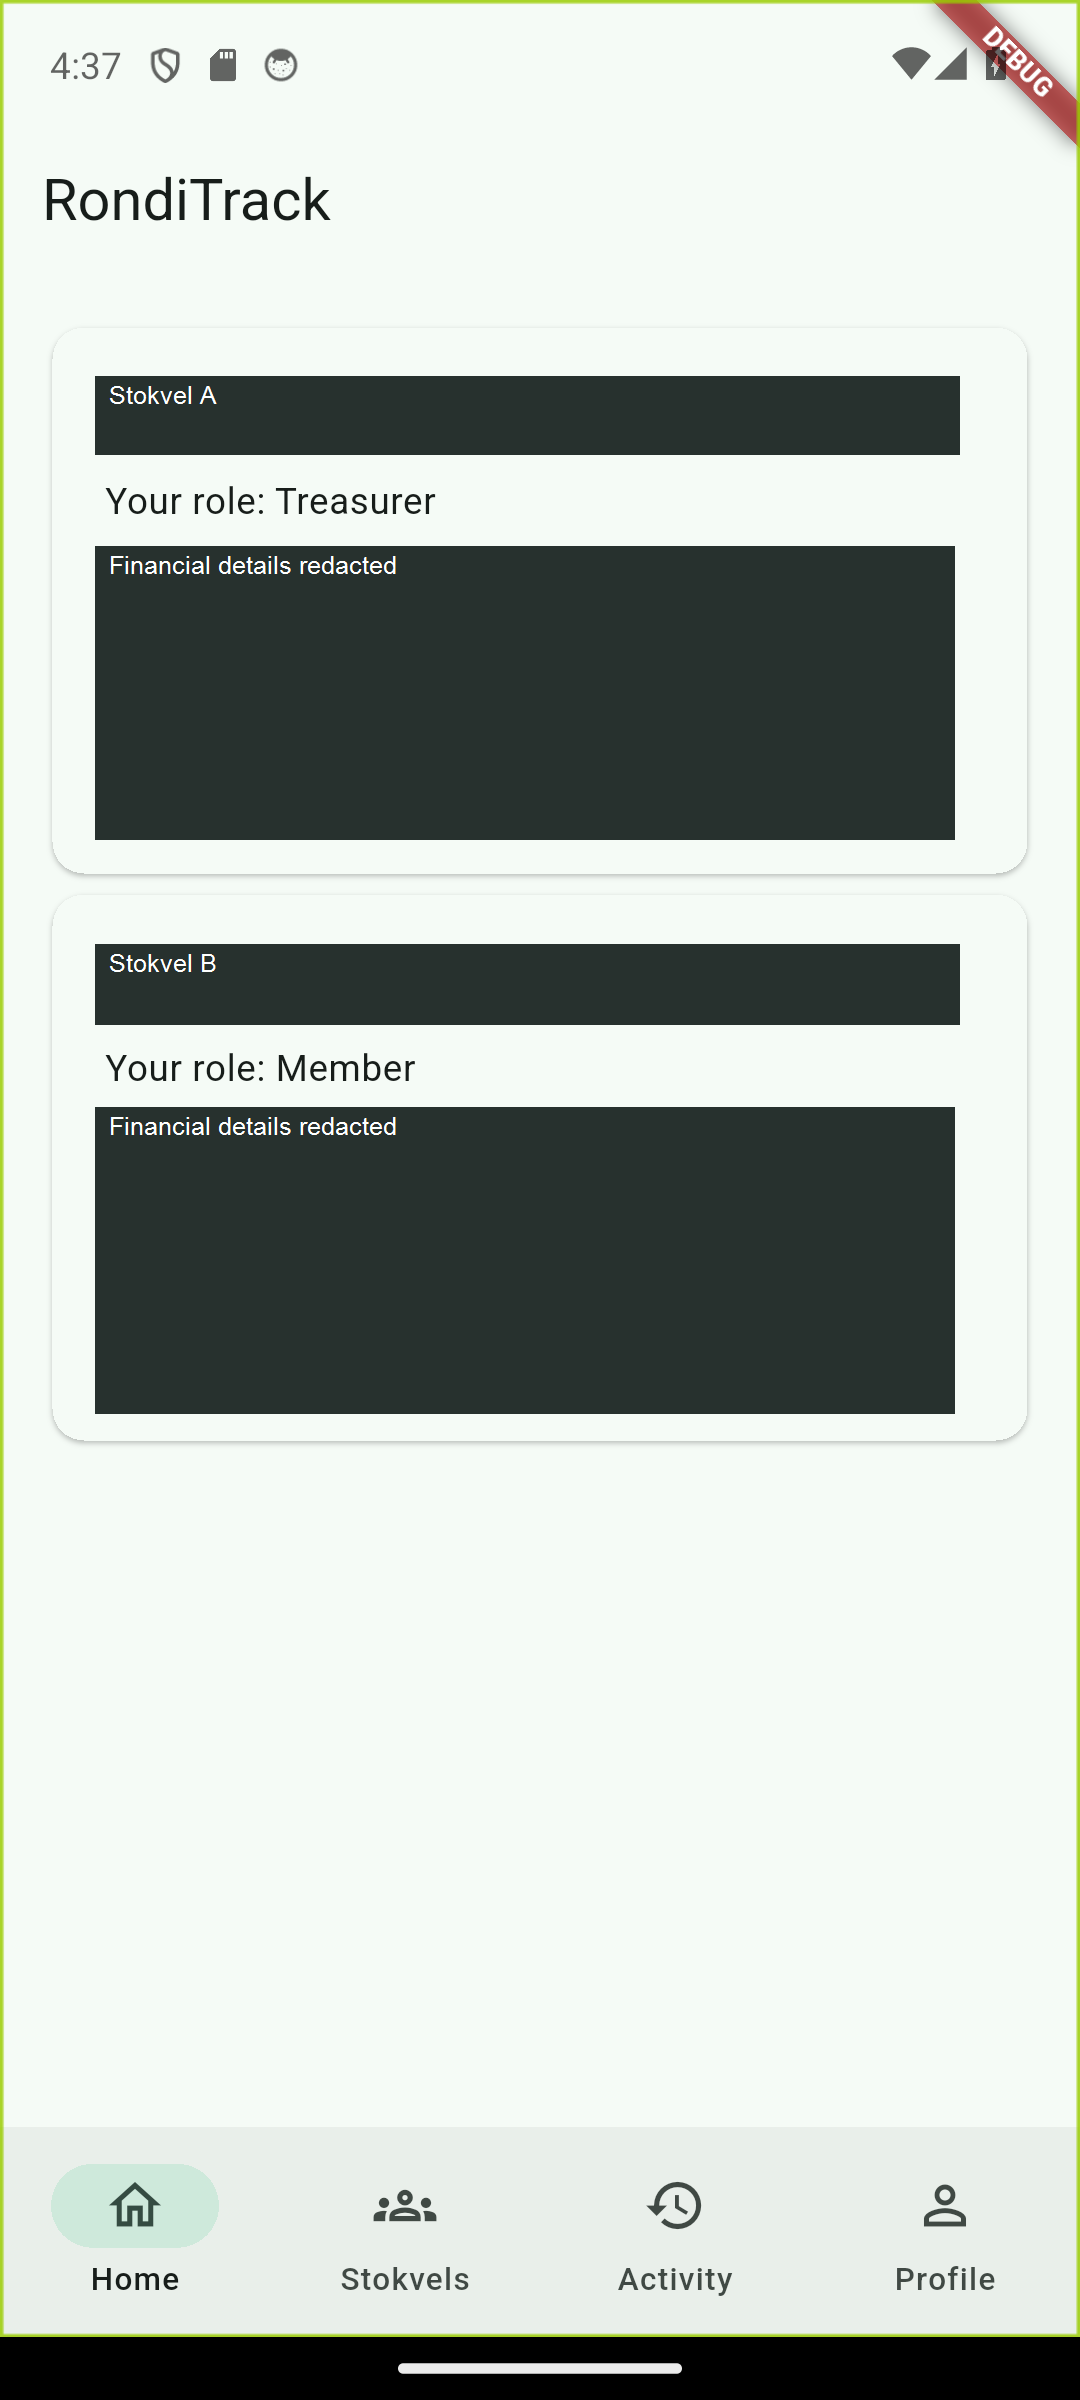 4:37
DEBUG
RondiTrack
Stokvel A
Your role: Treasurer
Financial details redacted
Stokvel B
Your role: Member
Financial details redacted
Home
Stokvels
Activity
Profile